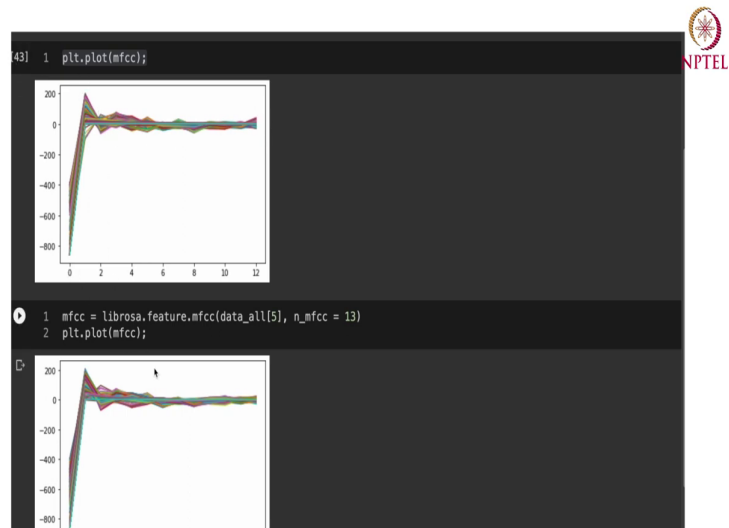 NPTEL
[43] 1 plt.plot(mfcc);
200
0
−200
−400
−600
−800
0 2 4 6 8 10 12
1 mfcc = librosa.feature.mfcc(data_all[5], n_mfcc = 13)
2 plt.plot(mfcc);
200
0
−200
−400
−600
−800